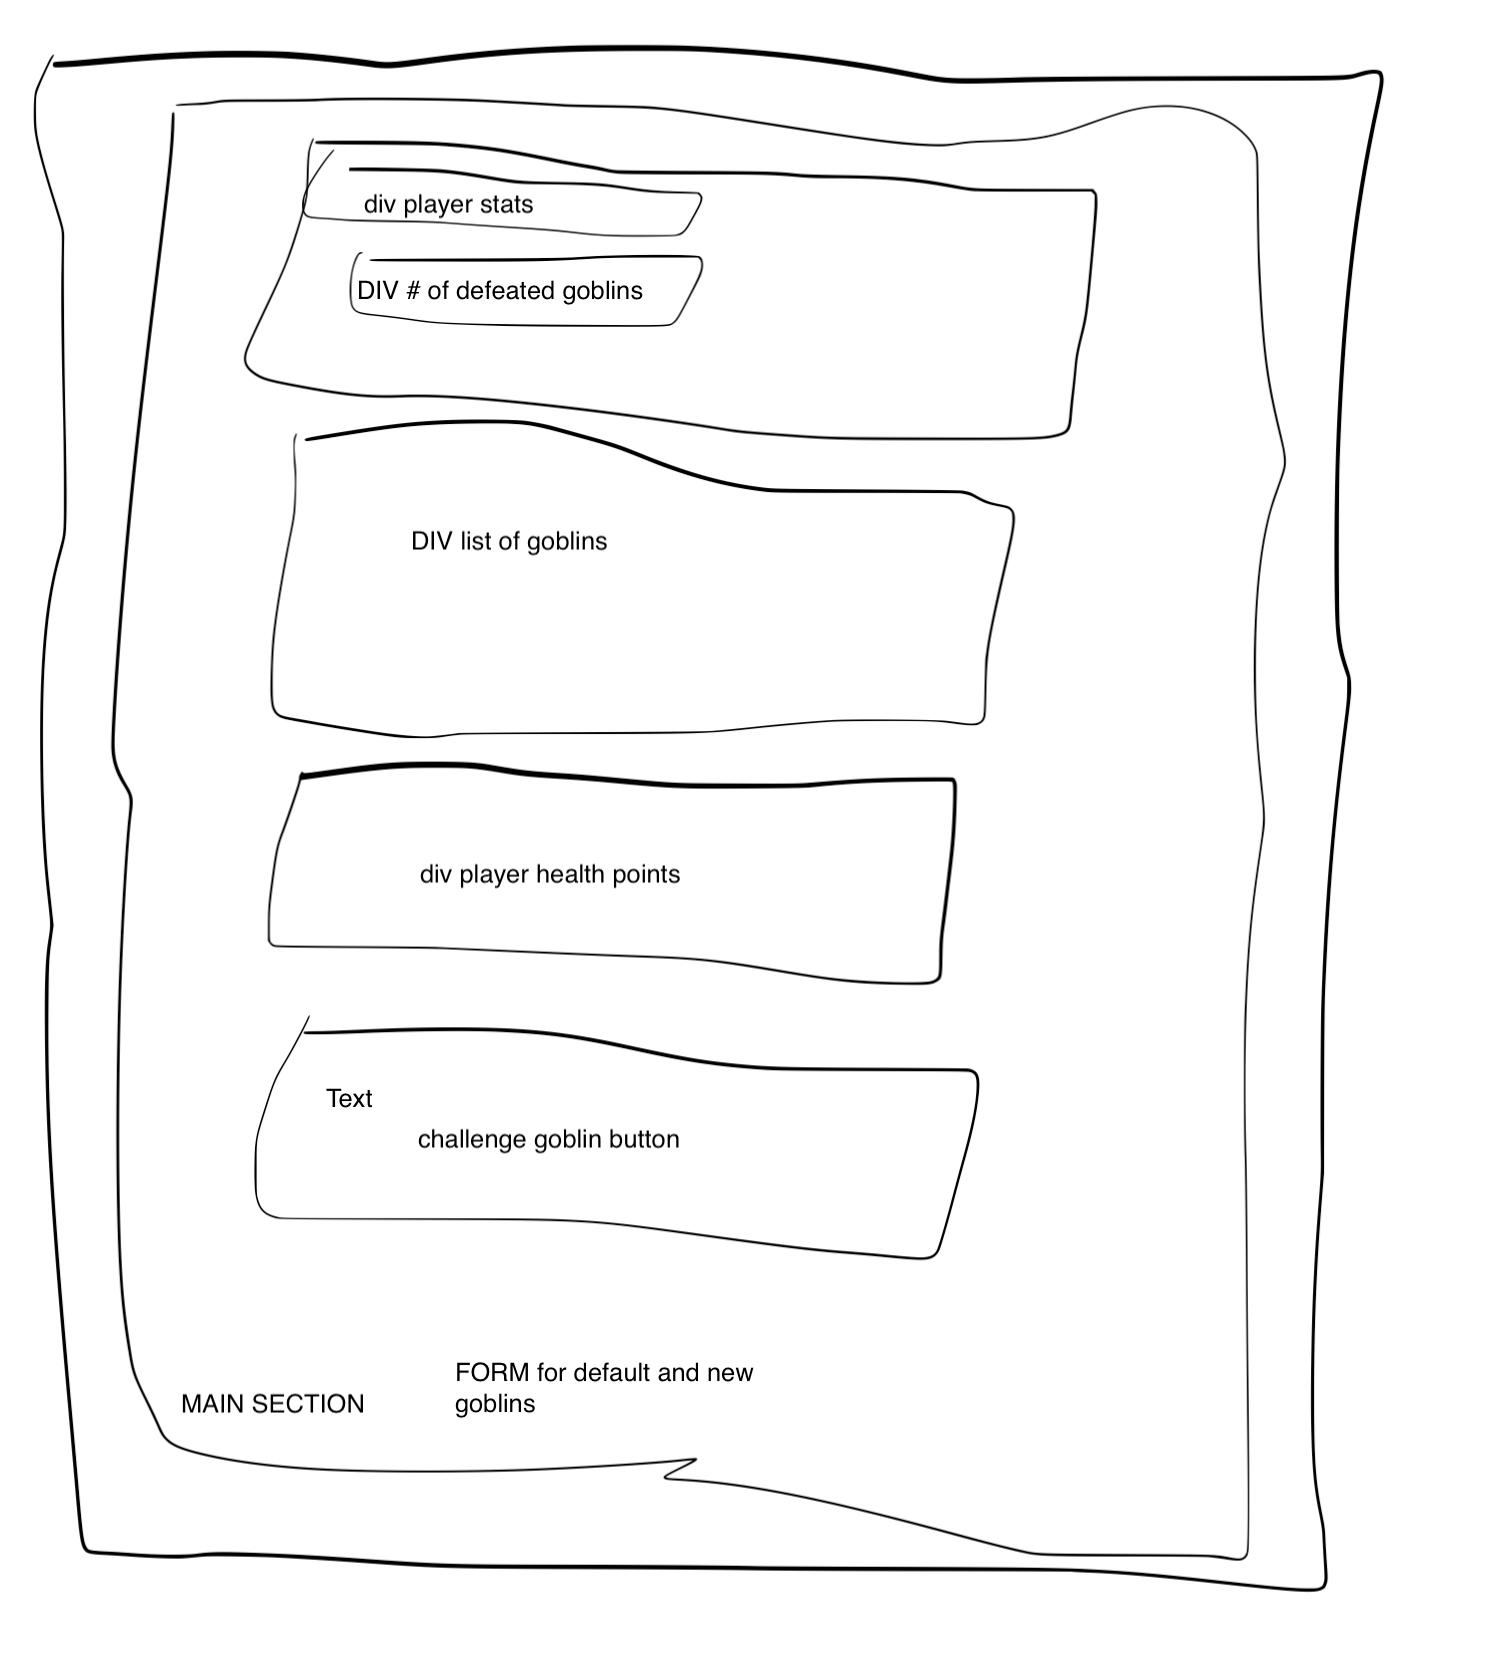 div player stats
DIV # of defeated goblins
DIV list of goblins
div player health points
Text
challenge goblin button
FORM for default and new
goblins
MAIN SECTION